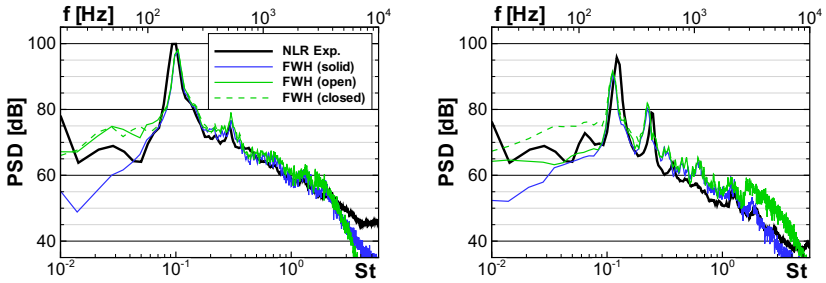 f [Hz] 10² 10³ 10⁴
100
80
60
40
PSD [dB]
NLR Exp.
FWH (solid)
FWH (open)
FWH (closed)
10⁻² 10⁻¹ 10⁰ St
f [Hz] 10² 10³ 10⁴
100
80
60
40
PSD [dB]
10⁻² 10⁻¹ 10⁰ St